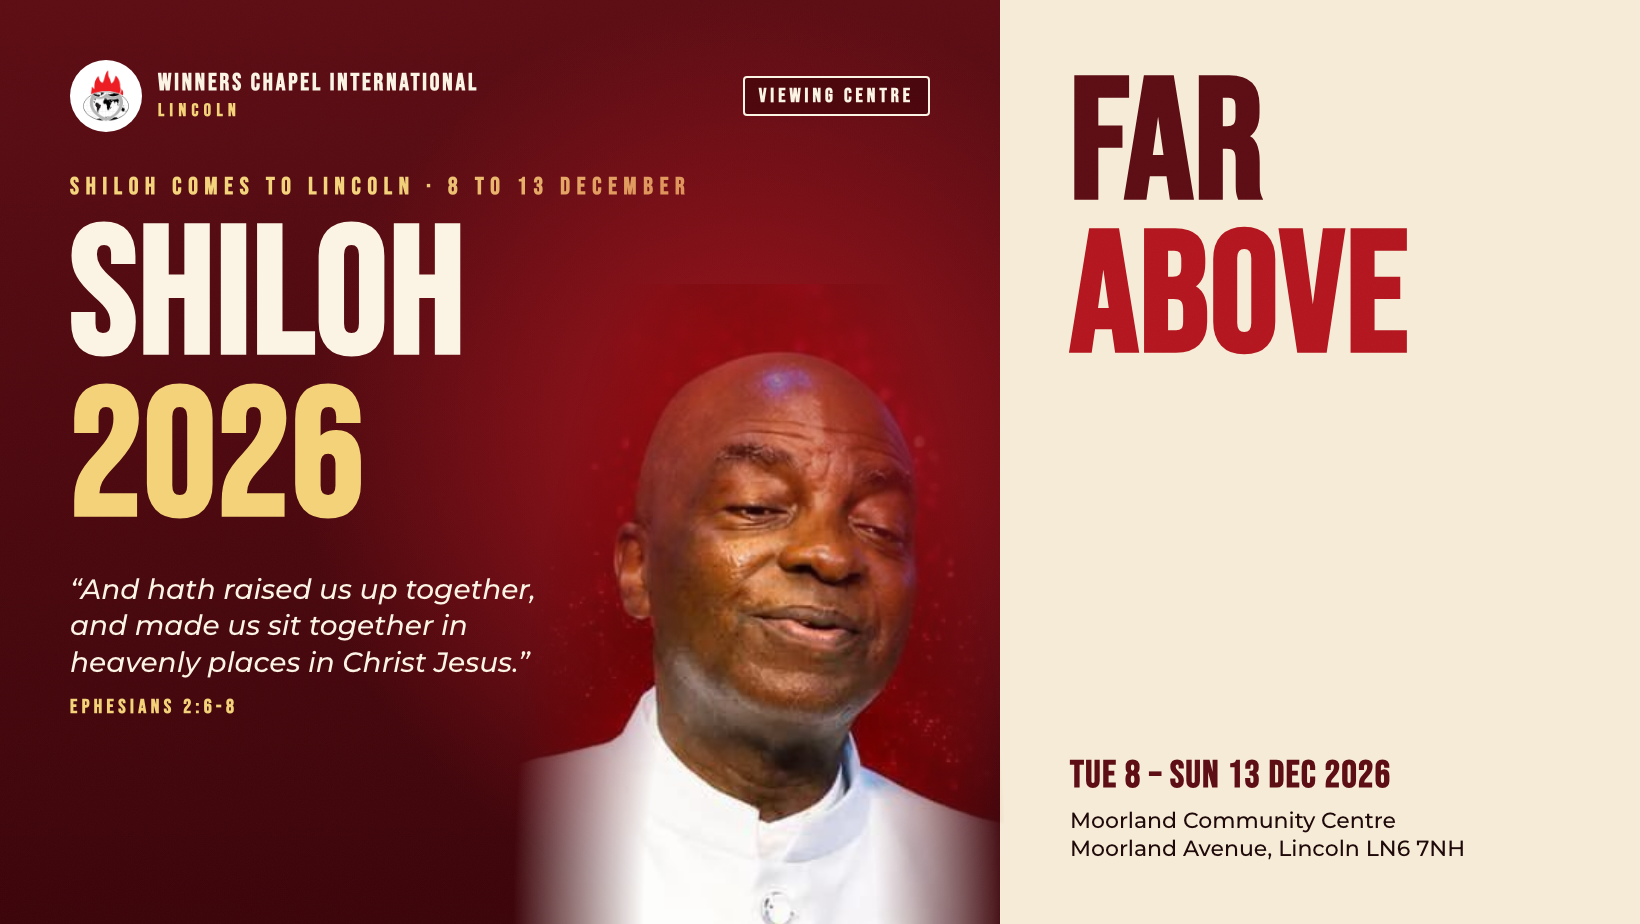 WINNERS CHAPEL INTERNATIONAL
LINCOLN
VIEWING CENTRE
SHILOH COMES TO LINCOLN · 8 TO 13 DECEMBER
SHILOH
2026
“And hath raised us up together,
and made us sit together in
heavenly places in Christ Jesus.”
EPHESIANS 2:6-8
FAR
ABOVE
TUE 8 – SUN 13 DEC 2026
Moorland Community Centre
Moorland Avenue, Lincoln LN6 7NH